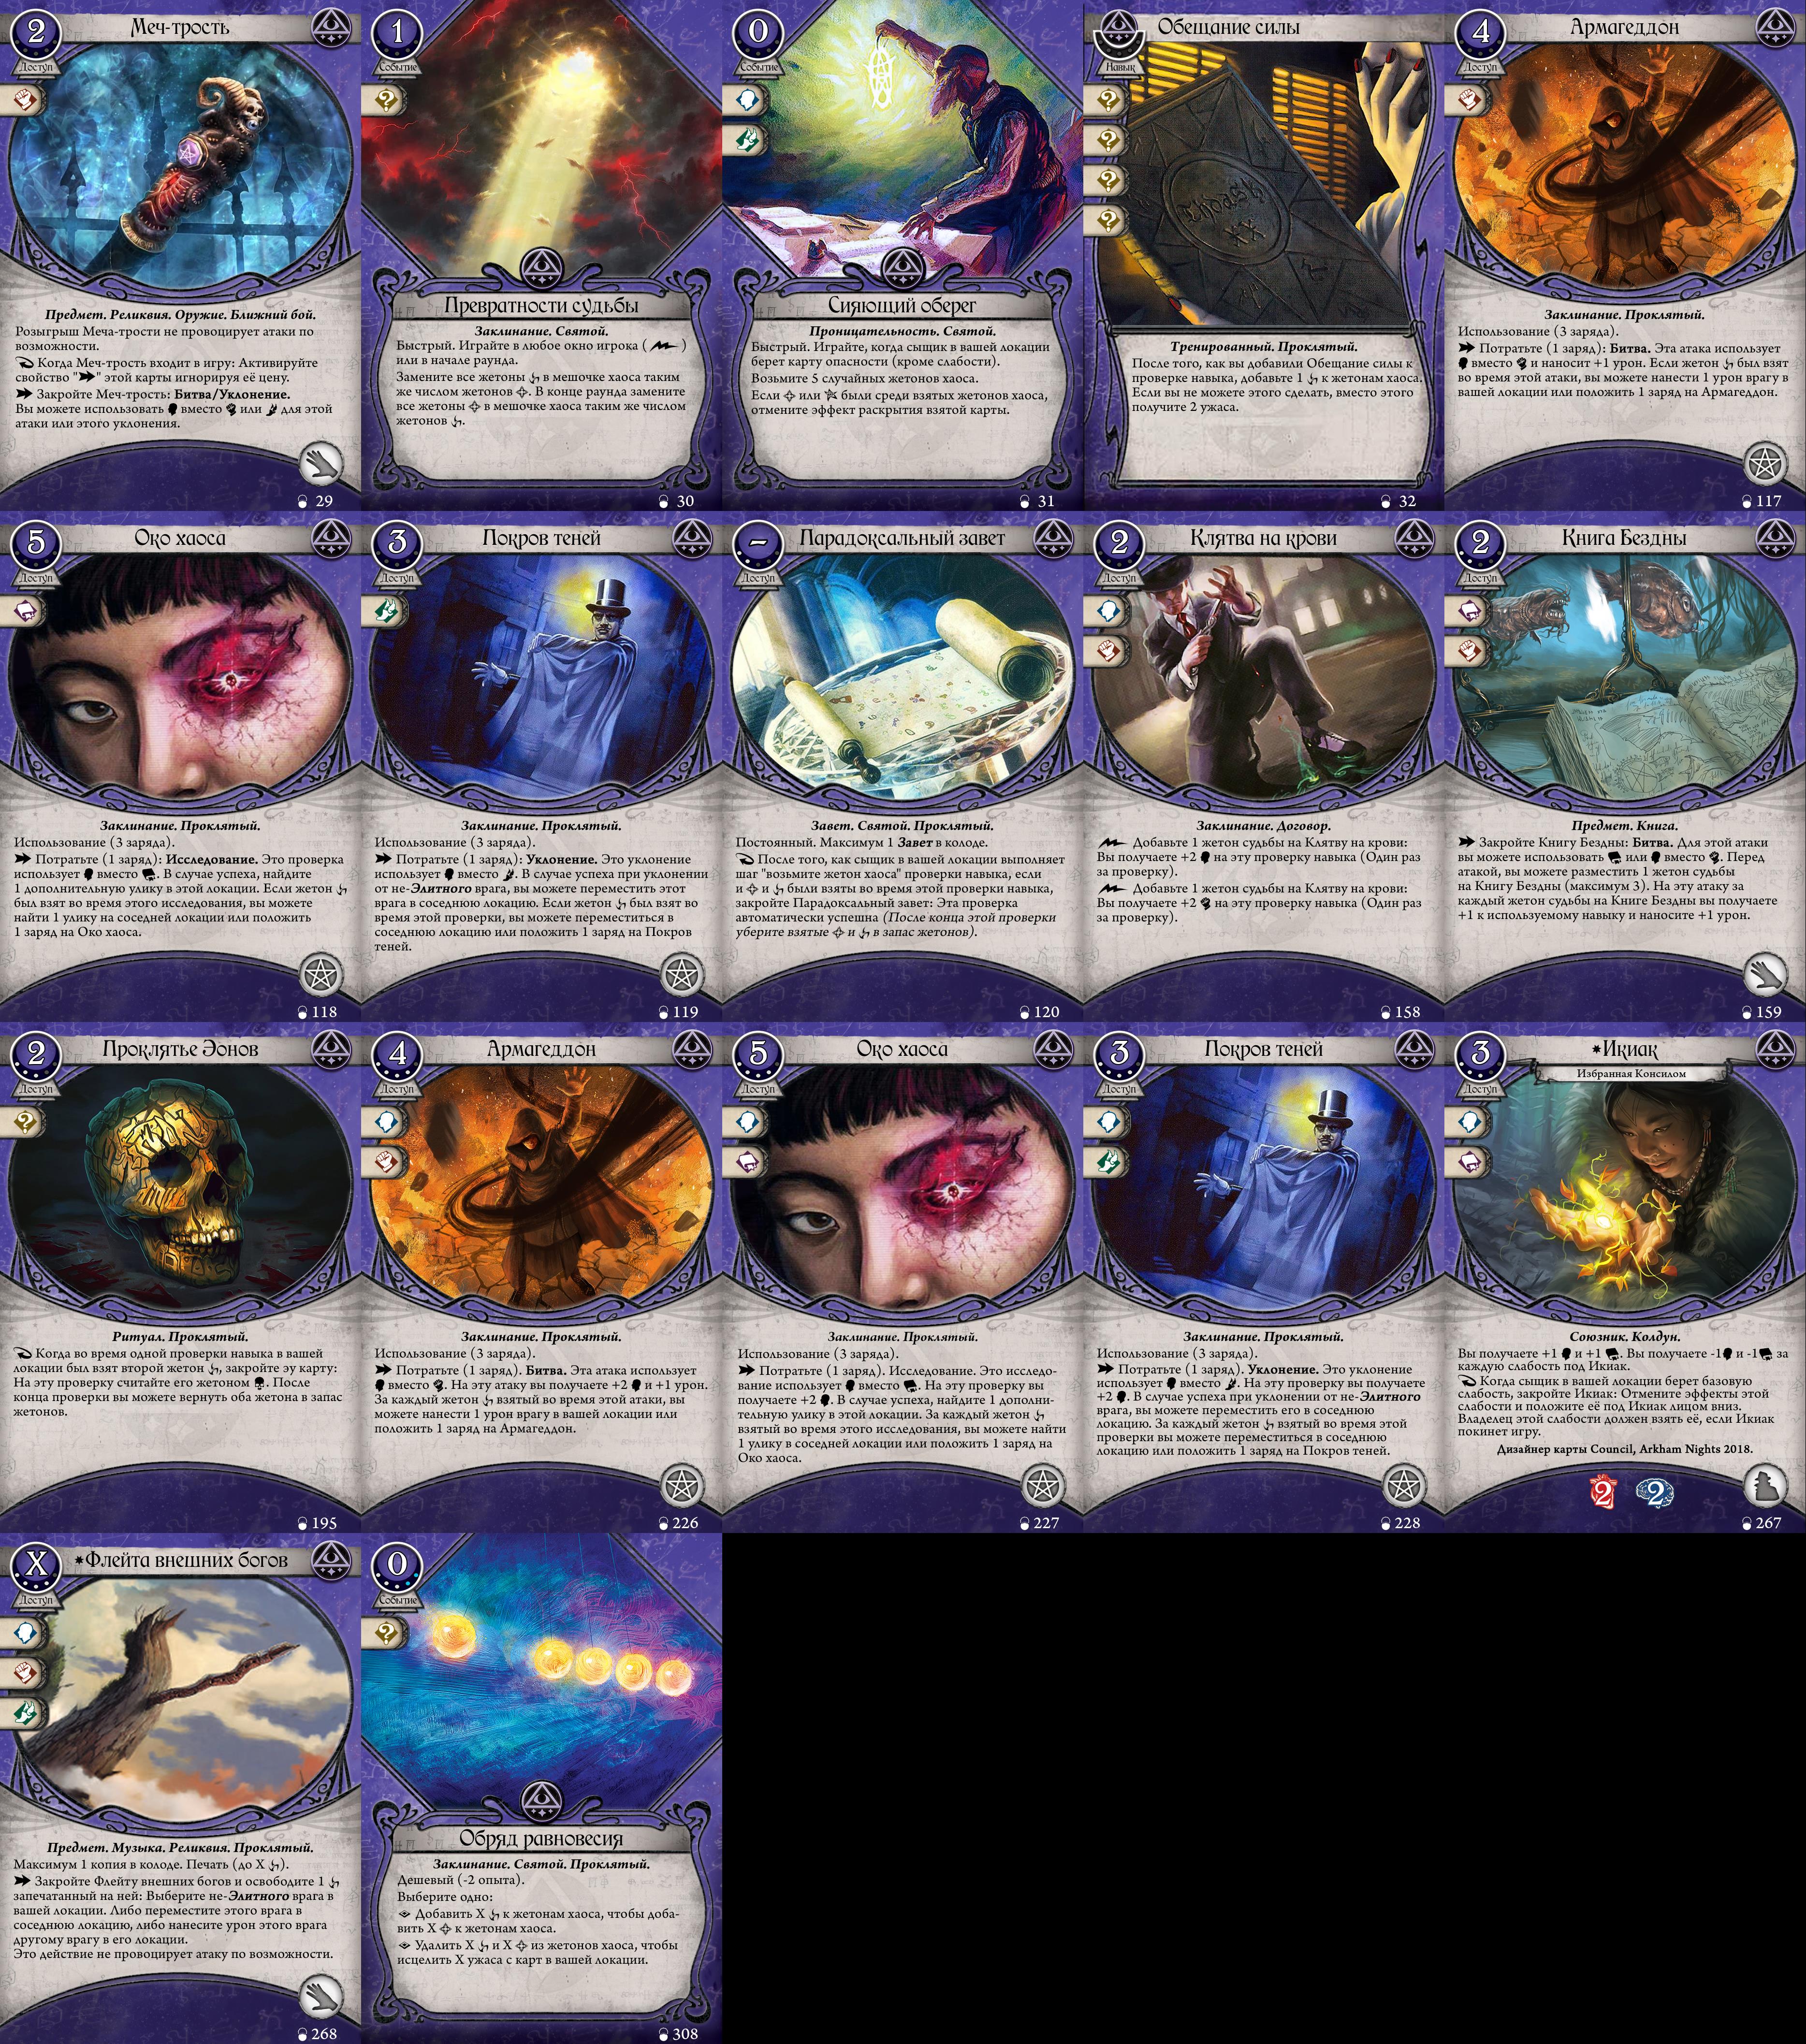 2
Меч-трость
Доступ
Предмет. Реликвия. Оружие. Ближний бой.
Розыгрыш Меча-трости не провоцирует атаки по
возможности.
Когда Меч-трость входит в игру: Активируйте
свойство "" этой карты игнорируя её цену.
Закройте Меч-трость: Битва/Уклонение.
Вы можете использовать вместо или для этой
атаки или этого уклонения.
29
1
Событие
Превратности судьбы
Заклинание. Святой.
Быстрый. Играйте в любое окно игрока ( )
или в начале раунда.
Замените все жетоны в мешочке хаоса таким
же числом жетонов . В конце раунда замените
все жетоны в мешочке хаоса таким же числом
жетонов .
30
0
Событие
Сияющий оберег
Проницательность. Святой.
Быстрый. Играйте, когда сыщик в вашей локации
берет карту опасности (кроме слабости).
Возьмите 5 случайных жетонов хаоса.
Если или были среди взятых жетонов хаоса,
отмените эффект раскрытия взятой карты.
31
Обещание силы
Навык
Тренированный. Проклятый.
После того, как вы добавили Обещание силы к
проверке навыка, добавьте 1 к жетонам хаоса.
Если вы не можете этого сделать, вместо этого
получите 2 ужаса.
32
4
Армагеддон
Доступ
Заклинание. Проклятый.
Использование (3 заряда).
Потратьте (1 заряд): Битва. Эта атака использует
вместо и наносит +1 урон. Если жетон был взят
во время этой атаки, вы можете нанести 1 урон врагу в
вашей локации или положить 1 заряд на Армагеддон.
117
5
Око хаоса
Доступ
Заклинание. Проклятый.
Использование (3 заряда).
Потратьте (1 заряд): Исследование. Это проверка
использует вместо . В случае успеха, найдите
1 дополнительную улику в этой локации. Если жетон
был взят во время этого исследования, вы можете
найти 1 улику на соседней локации или положить
1 заряд на Око хаоса.
118
3
Покров теней
Доступ
Заклинание. Проклятый.
Использование (3 заряда).
Потратьте (1 заряд): Уклонение. Это уклонение
использует вместо . В случае успеха при уклонении
от не-Элитного врага, вы можете переместить этот
врага в соседнюю локацию. Если жетон был взят во
время этой проверки, вы можете переместиться в
соседнюю локацию или положить 1 заряд на Покров
теней.
119
–
Парадоксальный завет
Доступ
Завет. Святой. Проклятый.
Постоянный. Максимум 1 Завет в колоде.
После того, как сыщик в вашей локации выполняет
шаг "возьмите жетон хаоса" проверки навыка, если
и и были взяты во время этой проверки навыка,
закройте Парадоксальный завет: Эта проверка
автоматически успешна (После конца этой проверки
уберите взятые и в запас жетонов).
120
2
Клятва на крови
Доступ
Заклинание. Договор.
Добавьте 1 жетон судьбы на Клятву на крови:
Вы получаете +2 на эту проверку навыка (Один раз
за проверку).
Добавьте 1 жетон судьбы на Клятву на крови:
Вы получаете +2 на эту проверку навыка (Один раз
за проверку).
158
2
Книга Бездны
Доступ
Предмет. Книга.
Закройте Книгу Бездны: Битва. Для этой атаки
вы можете использовать или вместо . Перед
атакой, вы можете разместить 1 жетон судьбы
на Книгу Бездны (максимум 3). На эту атаку за
каждый жетон судьбы на Книге Бездны вы получаете
+1 к используемому навыку и наносите +1 урон.
159
2
Проклятье Эонов
Доступ
Ритуал. Проклятый.
Когда во время одной проверки навыка в вашей
локации был взят второй жетон , закройте эу карту:
На эту проверку считайте его жетоном . После
конца проверки вы можете вернуть оба жетона в запас
жетонов.
195
4
Армагеддон
Доступ
Заклинание. Проклятый.
Использование (3 заряда).
Потратьте (1 заряд). Битва. Эта атака использует
вместо . На эту атаку вы получаете +2 и +1 урон.
За каждый жетон взятый во время этой атаки, вы
можете нанести 1 урон врагу в вашей локации или
положить 1 заряд на Армагеддон.
226
5
Око хаоса
Доступ
Заклинание. Проклятый.
Использование (3 заряда).
Потратьте (1 заряд). Исследование. Это исследо-
вание использует вместо . На эту проверку вы
получаете +2 . В случае успеха, найдите 1 дополни-
тельную улику в этой локации. За каждый жетон
взятый во время этого исследования, вы можете найти
1 улику в соседней локации или положить 1 заряд на
Око хаоса.
227
3
Покров теней
Доступ
Заклинание. Проклятый.
Использование (3 заряда).
Потратьте (1 заряд). Уклонение. Это уклонение
использует вместо . На эту проверку вы получаете
+2 . В случае успеха при уклонении от не-Элитного
врага, вы можете переместить его в соседнюю
локацию. За каждый жетон взятый во время этой
проверки вы можете переместиться в соседнюю
локацию или положить 1 заряд на Покров теней.
228
3
Икиак
Избранная Консилом
Доступ
Союзник. Колдун.
Вы получаете +1 и +1 . Вы получаете -1 и -1 за
каждую слабость под Икиак.
Когда сыщик в вашей локации берет базовую
слабость, закройте Икиак: Отмените эффекты этой
слабости и положите её под Икиак лицом вниз.
Владелец этой слабости должен взять её, если Икиак
покинет игру.
Дизайнер карты Council, Arkham Nights 2018.
2 2
267
X
Флейта внешних богов
Доступ
Предмет. Музыка. Реликвия. Проклятый.
Максимум 1 копия в колоде. Печать (до X ).
Закройте Флейту внешних богов и освободите 1
запечатанный на ней: Выберите не-Элитного врага в
вашей локации. Либо переместите этого врага в
соседнюю локацию, либо нанесите урон этого врага
другому врагу в его локации.
Это действие не провоцирует атаку по возможности.
268
0
Событие
Обряд равновесия
Заклинание. Святой. Проклятый.
Дешевый (-2 опыта).
Выберите одно:
Добавить X к жетонам хаоса, чтобы доба-
вить X к жетонам хаоса.
Удалить X и X из жетонов хаоса, чтобы
исцелить X ужаса с карт в вашей локации.
308